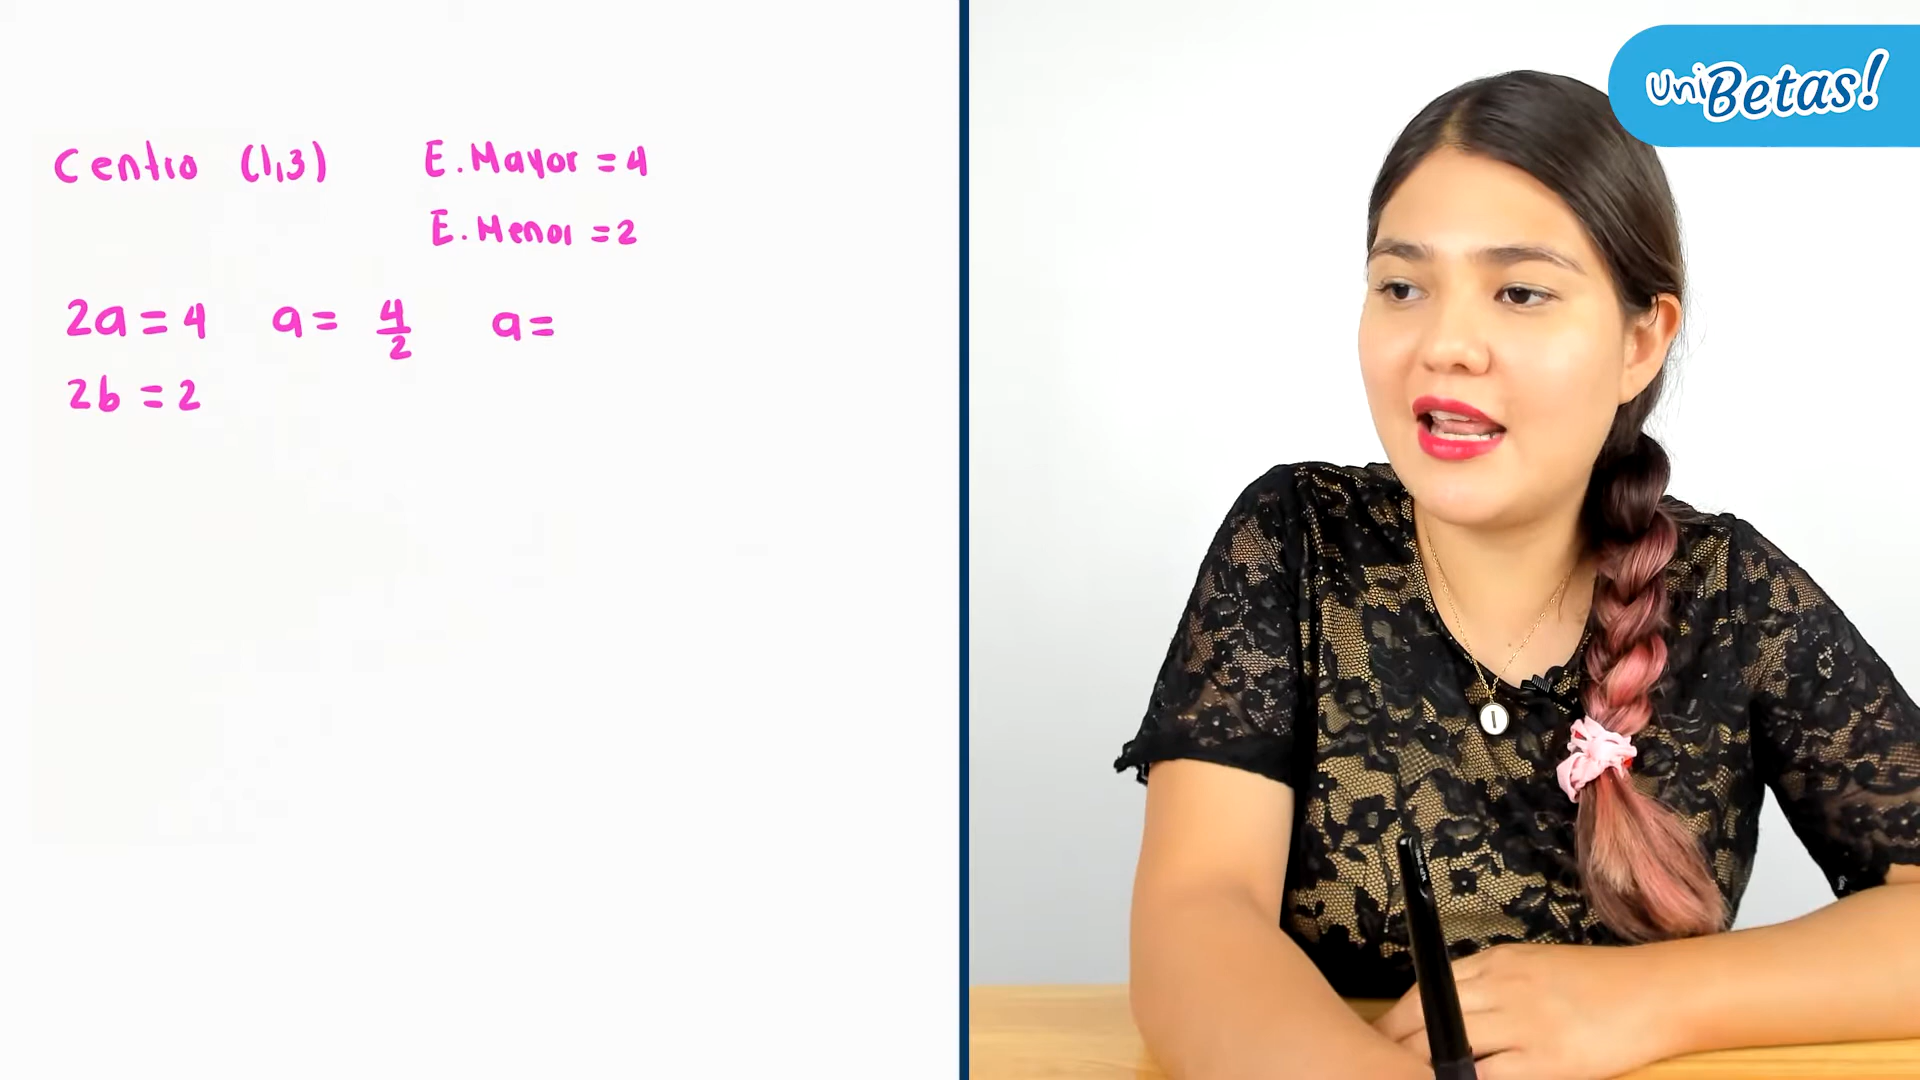 Centro (1,3) E. Mayor = 4
E. Menor = 2
2a = 4 a = 4/2 a =
2b = 2
uniBetas!